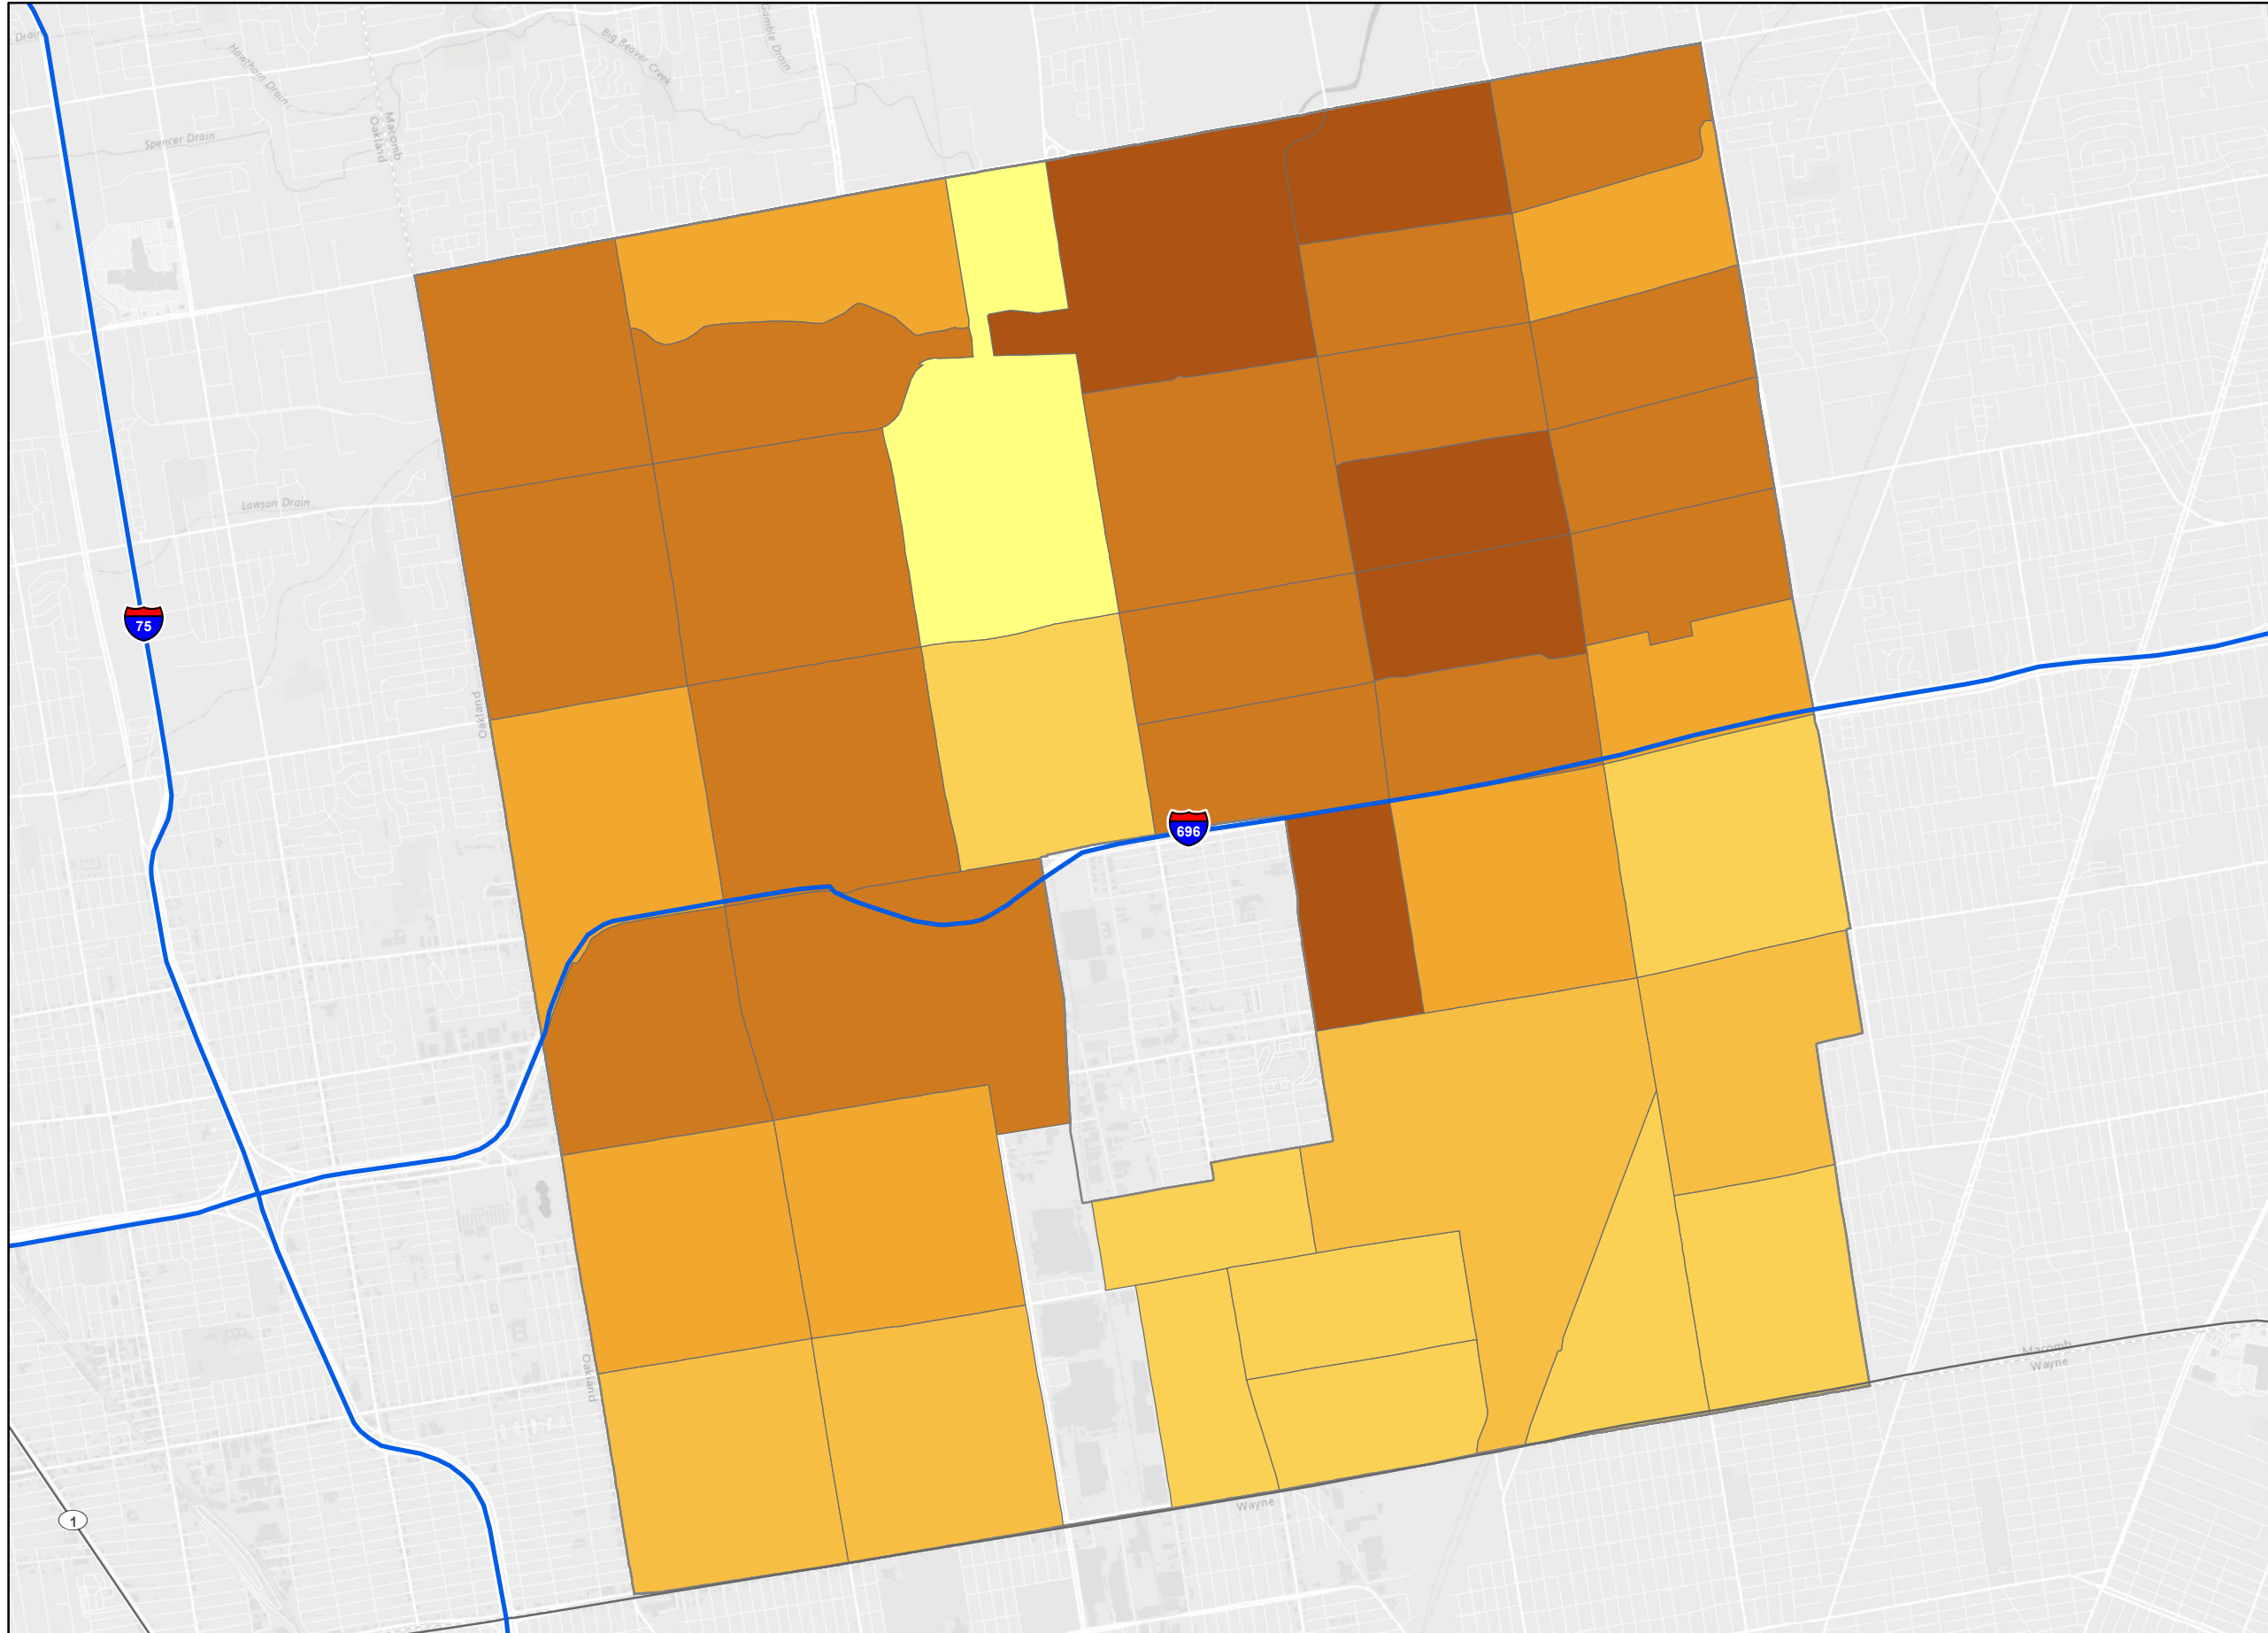 Drain
Hawthorn Drain
Big Beaver Creek
Gamble Drain
Spencer Drain
Macomb
Oakland
Lawson Drain
75
Oakland
696
Oakland
Macomb
Wayne
Wayne
1